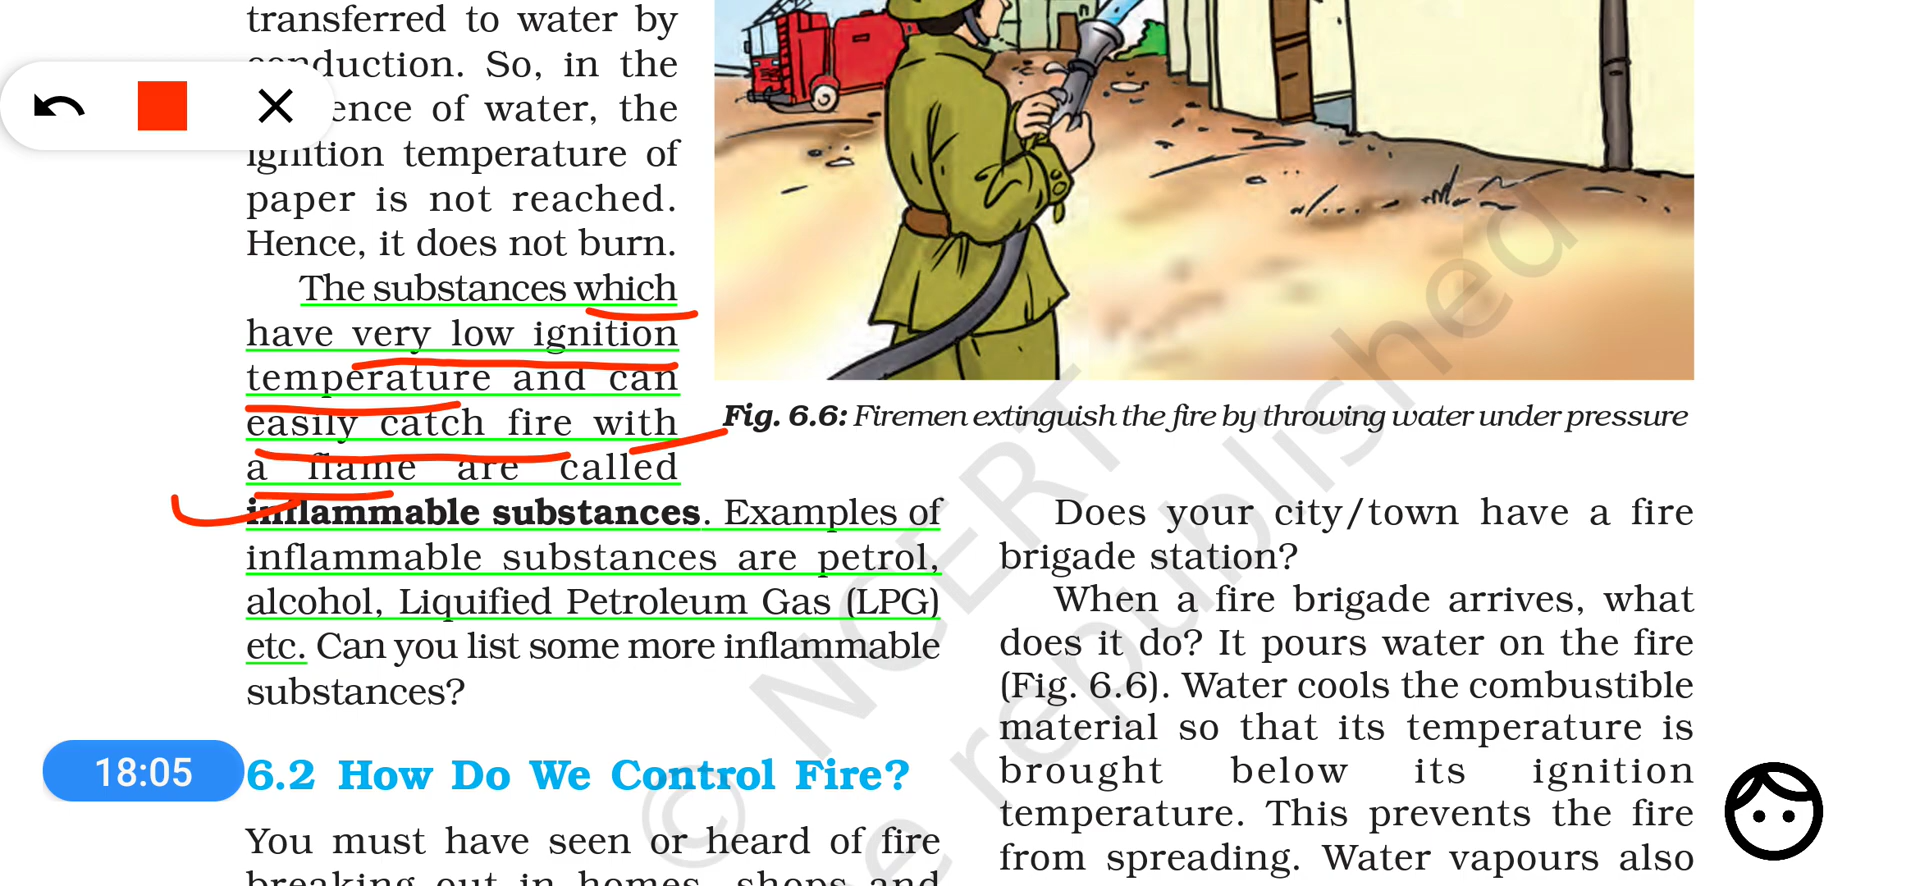 transferred to water by
conduction. So, in the
ence of water, the
ignition temperature of
paper is not reached.
Hence, it does not burn.
The substances which
have very low ignition
temperature and can
easily catch fire with
a flame are called
inflammable substances. Examples of
inflammable substances are petrol,
alcohol, Liquified Petroleum Gas (LPG)
etc. Can you list some more inflammable
substances?
18:05
6.2 How Do We Control Fire?
You must have seen or heard of fire
breaking out in homes, shops and
Fig. 6.6: Firemen extinguish the fire by throwing water under pressure
Does your city/town have a fire
brigade station?
When a fire brigade arrives, what
does it do? It pours water on the fire
(Fig. 6.6). Water cools the combustible
material so that its temperature is
brought below its ignition
temperature. This prevents the fire
from spreading. Water vapours also
© NCERT
e republished